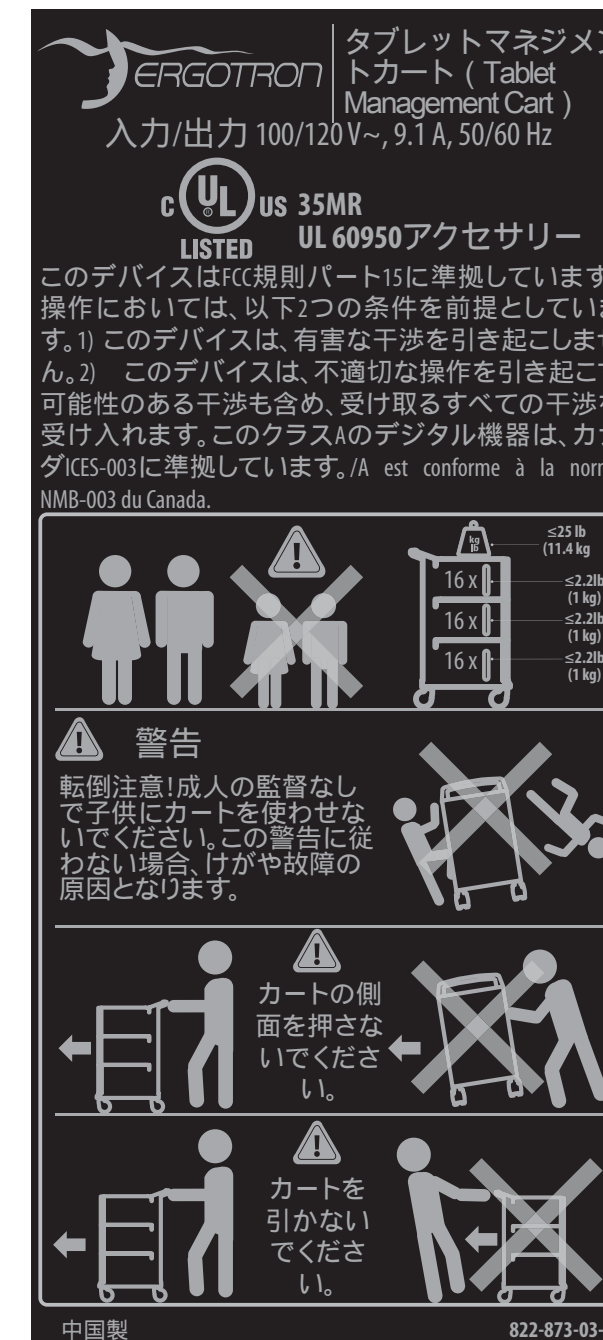 ERGOTRON
タブレットマネジメン
トカート ( Tablet
Management Cart )
入力/出力 100/120 V~, 9.1 A, 50/60 Hz
C UL US 35MR
LISTED UL 60950アクセサリー
このデバイスはFCC規則パート15に準拠しています
操作においては、以下2つの条件を前提としていま
す。1) このデバイスは、有害な干渉を引き起こしませ
ん。2) このデバイスは、不適切な操作を引き起こす
可能性のある干渉も含め、受け取るすべての干渉を
受け入れます。このクラスAのデジタル機器は、カナ
ダICES-003に準拠しています。/A est conforme à la norm
NMB-003 du Canada.
kg
lb
≤25 lb
(11.4 kg
16 x
≤2.2lb
(1 kg)
16 x
≤2.2lb
(1 kg)
16 x
≤2.2lb
(1 kg)
警告
転倒注意!成人の監督なし
で子供にカートを使わせな
いでください。この警告に従
わない場合、けがや故障の
原因となります。
カートの側
面を押さな
いでくださ
い。
カートを
引かない
でくださ
い。
中国製
822-873-03-